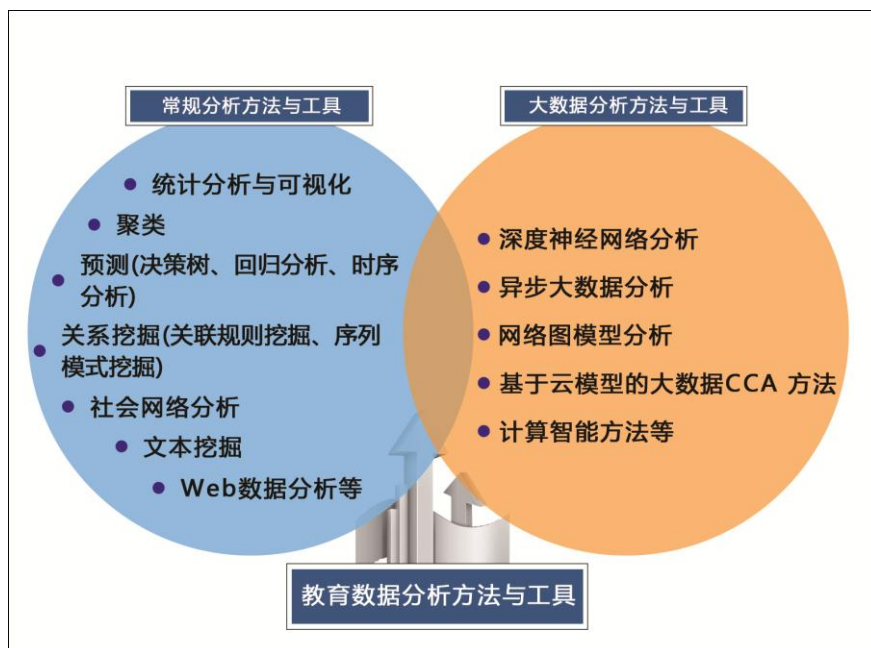 常规分析方法与工具
统计分析与可视化
聚类
预测(决策树、回归分析、时序
分析)
关系挖掘(关联规则挖掘、序列
模式挖掘)
社会网络分析
文本挖掘
Web数据分析等
大数据分析方法与工具
深度神经网络分析
异步大数据分析
网络图模型分析
基于云模型的大数据CCA 方法
计算智能方法等
教育数据分析方法与工具